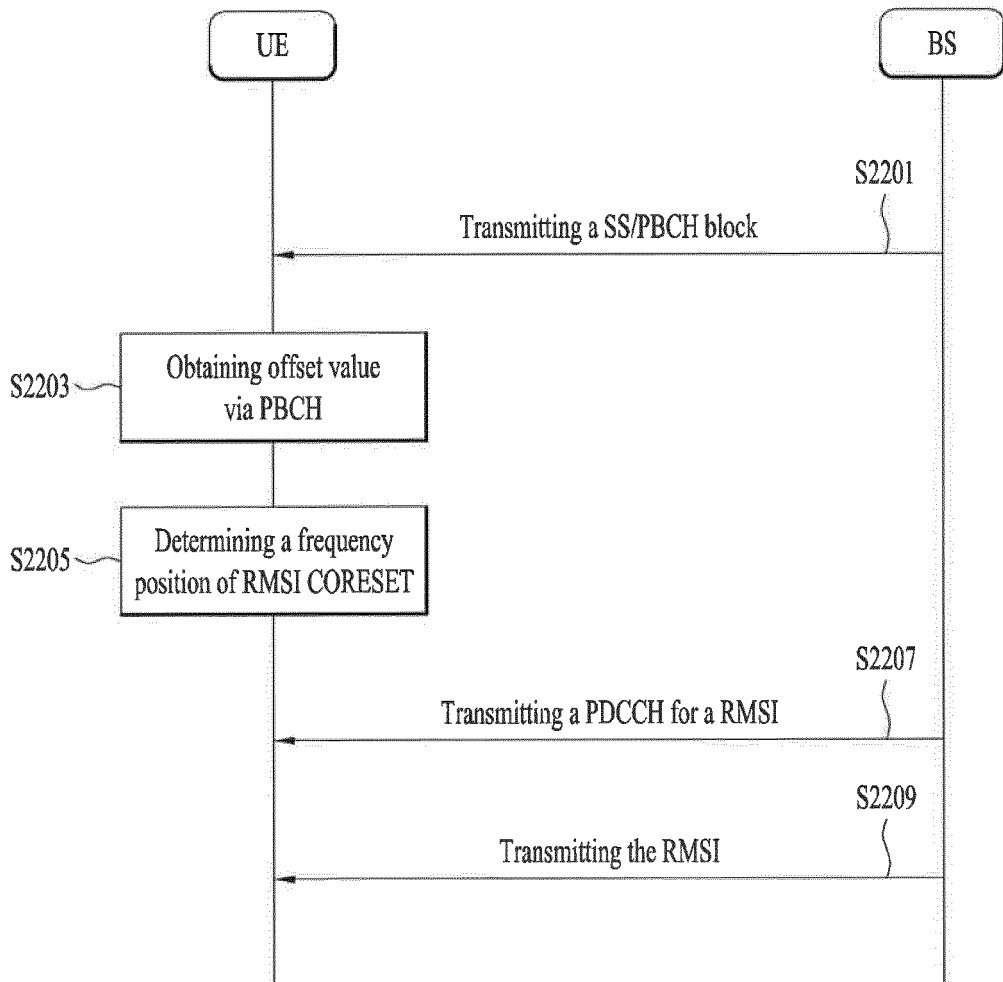 UE
BS
S2201
Transmitting a SS/PBCH block
S2203
Obtaining offset value
via PBCH
S2205
Determining a frequency
position of RMSI CORESET
S2207
Transmitting a PDCCH for a RMSI
S2209
Transmitting the RMSI